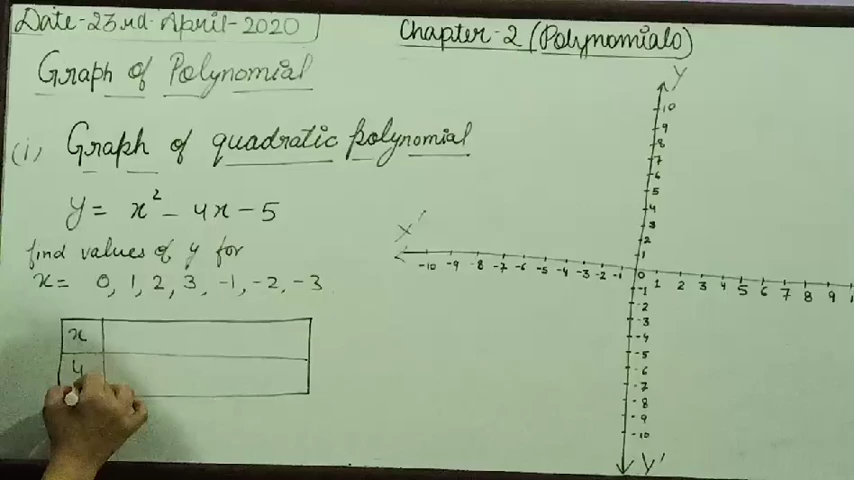 Date-23rd-April-2020
Chapter-2 (Polynomials)
Graph of Polynomial
(i) Graph of quadratic polynomial
y = x² - 4x - 5
find values of y for
x = 0, 1, 2, 3, -1, -2, -3
x
y
Y
10
9
8
7
6
5
4
3
2
1
X'
-10 -9 -8 -7 -6 -5 -4 -3 -2 -1 0 1 2 3 4 5 6 7 8 9
-1
-2
-3
-4
-5
-6
-7
-8
-9
-10
Y'